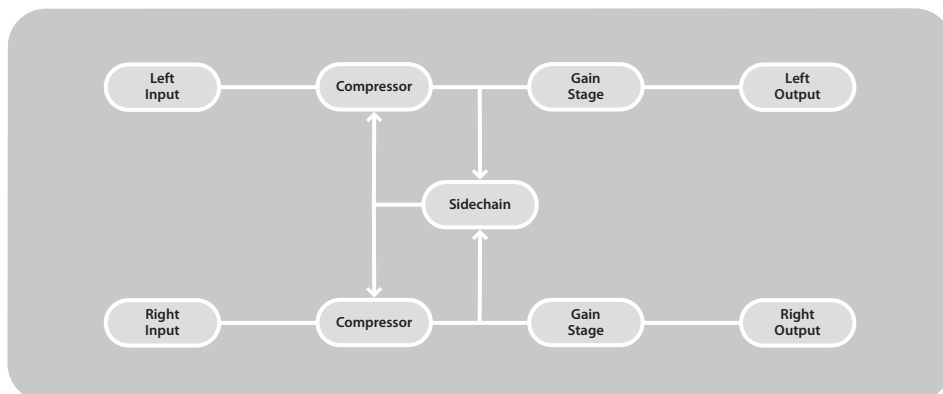 Left
Input
Compressor
Gain
Stage
Left
Output
Sidechain
Right
Input
Compressor
Gain
Stage
Right
Output